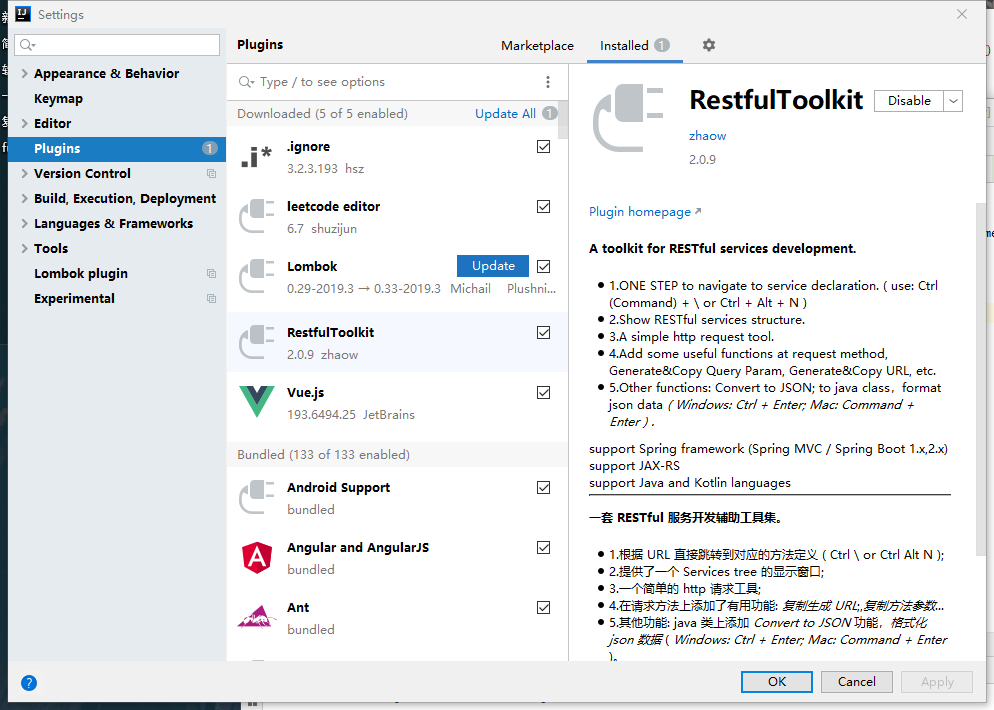 Settings
Plugins
Marketplace
Installed 1
Appearance & Behavior
Keymap
Editor
Plugins 1
Version Control
Build, Execution, Deployment
Languages & Frameworks
Tools
Lombok plugin
Experimental
Type / to see options
Downloaded (5 of 5 enabled) Update All 1
.ignore
3.2.3.193 hsz
leetcode editor
6.7 shuzijun
Lombok Update
0.29-2019.3 → 0.33-2019.3 Michail Plushni...
RestfulToolkit
2.0.9 zhaow
Vue.js
193.6494.25 JetBrains
Bundled (133 of 133 enabled)
Android Support
bundled
Angular and AngularJS
bundled
Ant
bundled
RestfulToolkit Disable
zhaow
2.0.9
Plugin homepage ↗
A toolkit for RESTful services development.
● 1.ONE STEP to navigate to service declaration. ( use: Ctrl
(Command) + \ or Ctrl + Alt + N )
● 2.Show RESTful services structure.
● 3.A simple http request tool.
● 4.Add some useful functions at request method,
Generate&Copy Query Param, Generate&Copy URL, etc.
● 5.Other functions: Convert to JSON; to java class，format
json data ( Windows: Ctrl + Enter; Mac: Command +
Enter ) .
support Spring framework (Spring MVC / Spring Boot 1.x,2.x)
support JAX-RS
support Java and Kotlin languages
一套 RESTful 服务开发辅助工具集。
● 1.根据 URL 直接跳转到对应的方法定义 ( Ctrl \ or Ctrl Alt N );
● 2.提供了一个 Services tree 的显示窗口;
● 3.一个简单的 http 请求工具;
● 4.在请求方法上添加了有用功能: 复制生成 URL;,复制方法参数...
● 5.其他功能: java 类上添加 Convert to JSON 功能，格式化
json 数据 ( Windows: Ctrl + Enter; Mac: Command + Enter
)。
?
OK
Cancel
Apply